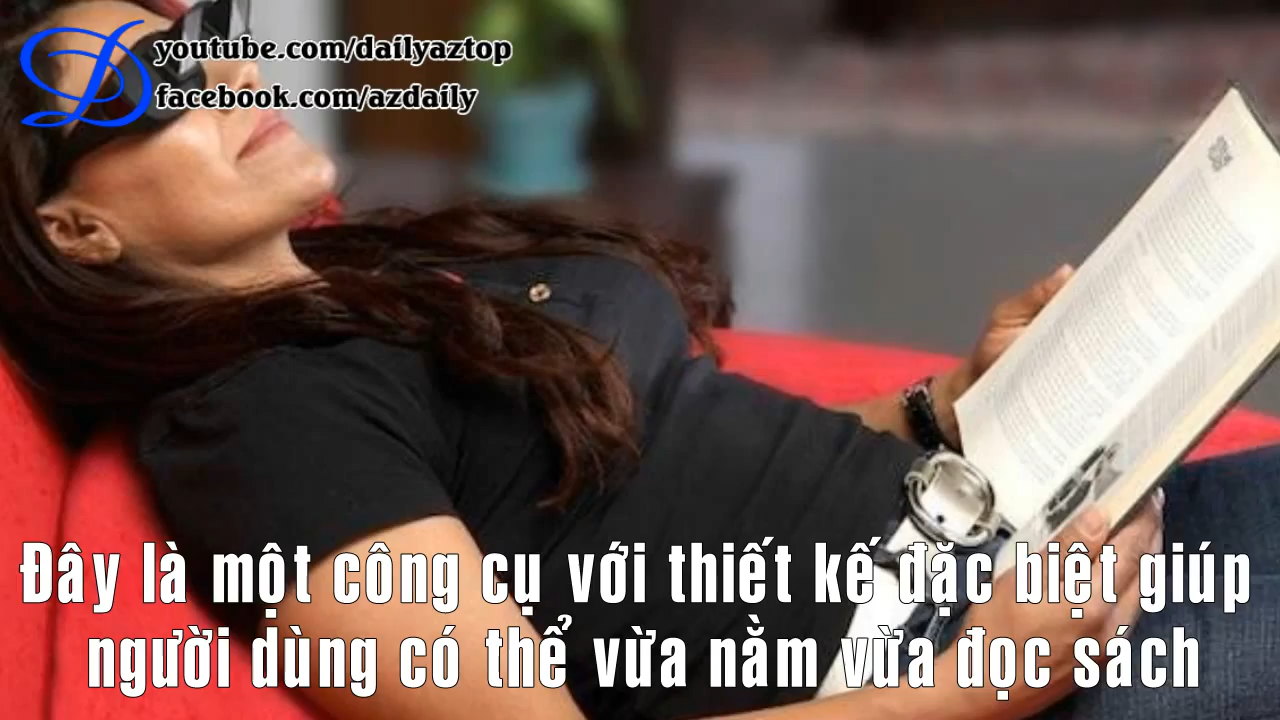 youtube.com/dailyaztop
facebook.com/azdaily
Đây là một công cụ với thiết kế đặc biệt giúp
người dùng có thể vừa nằm vừa đọc sách